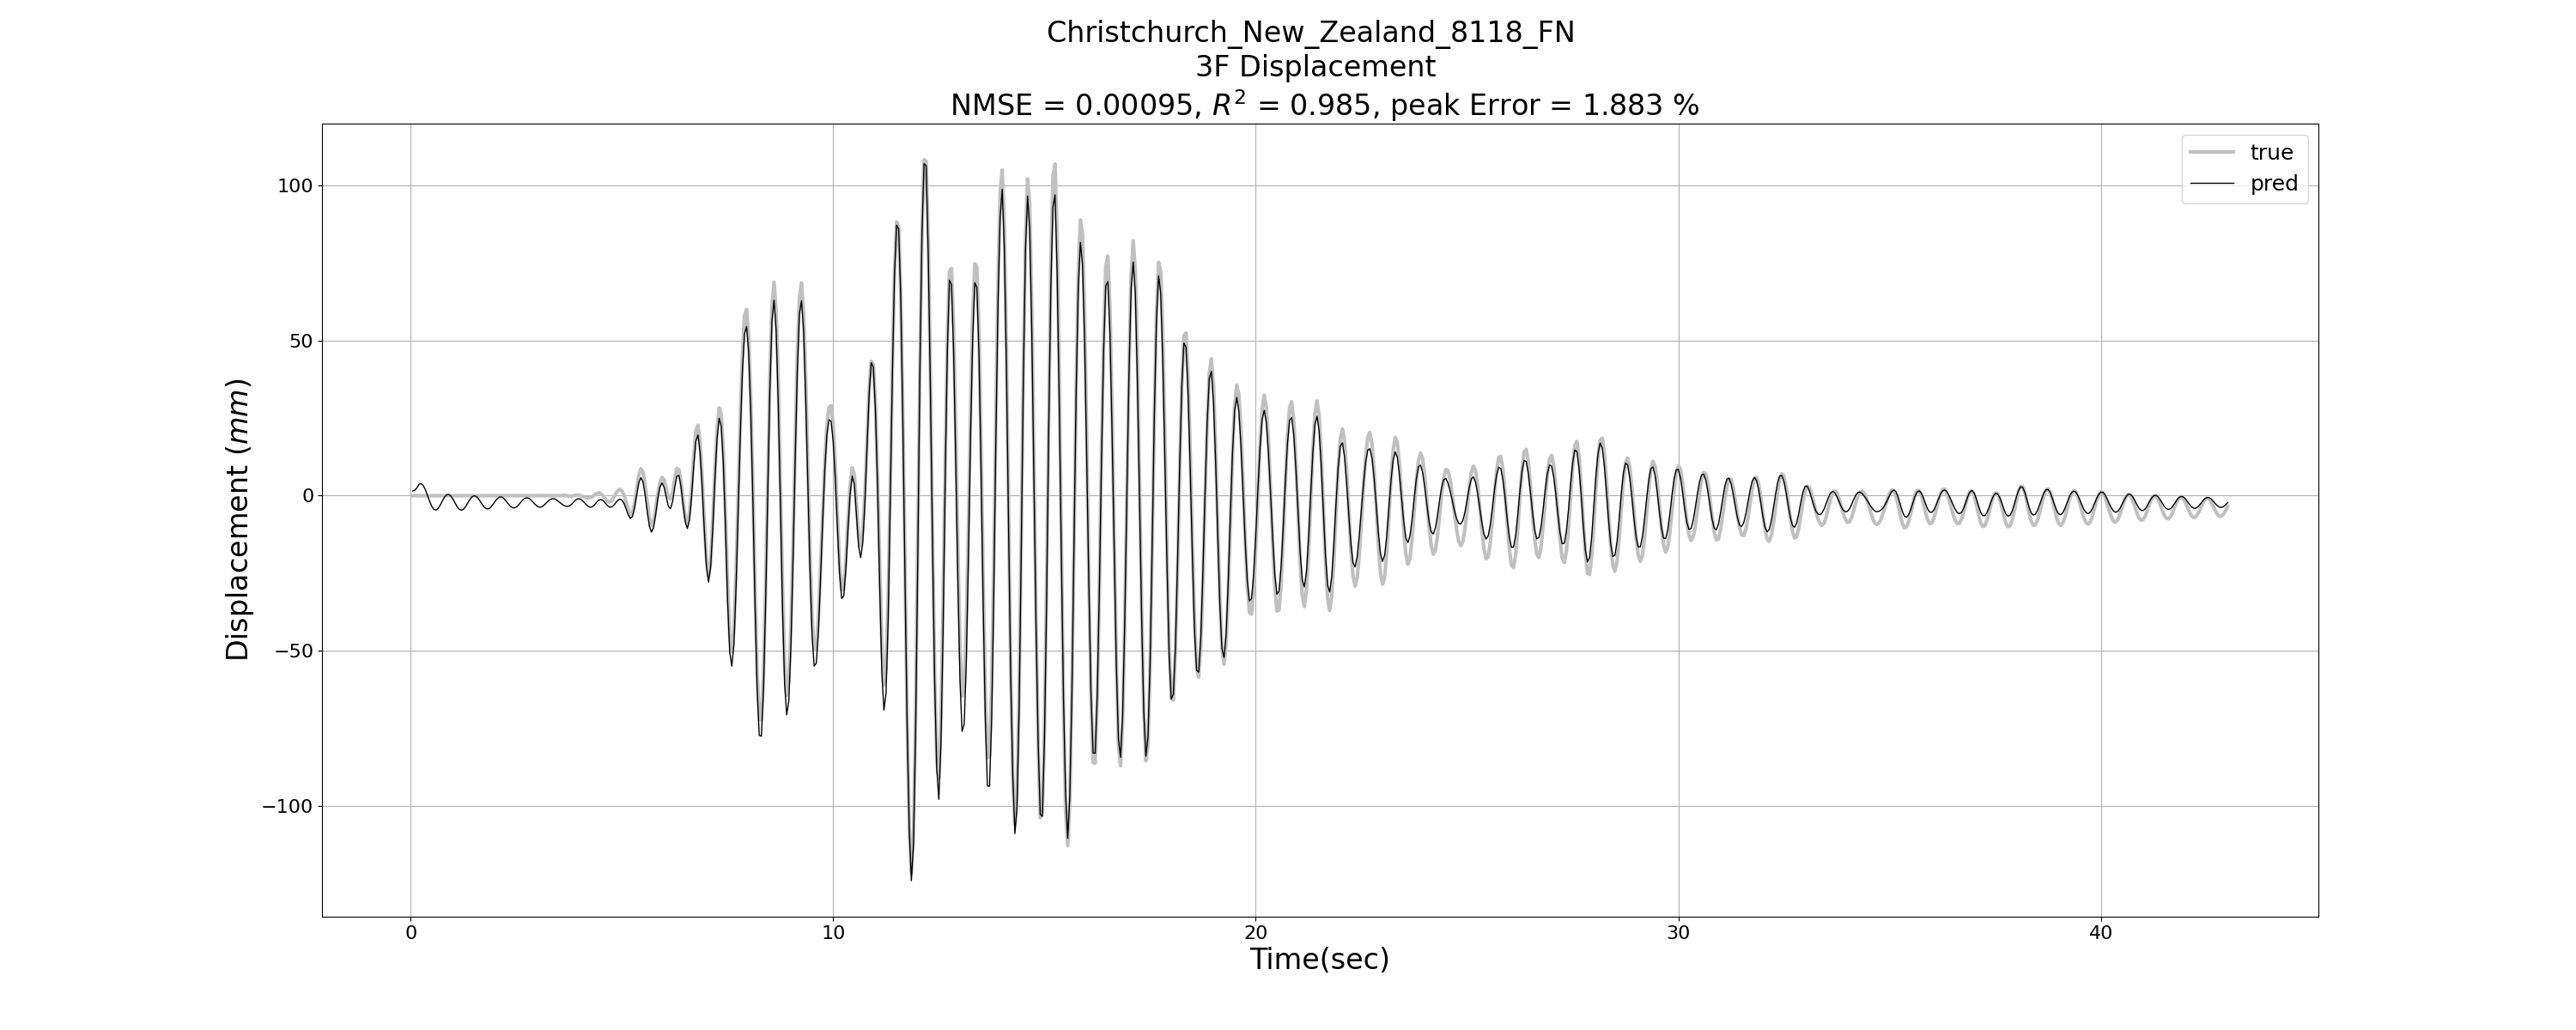 Christchurch_New_Zealand_8118_FN
3F Displacement
NMSE = 0.00095, R² = 0.985, peak Error = 1.883 %
true
pred
100
50
0
−50
−100
Displacement (mm)
0 10 20 30 40
Time(sec)